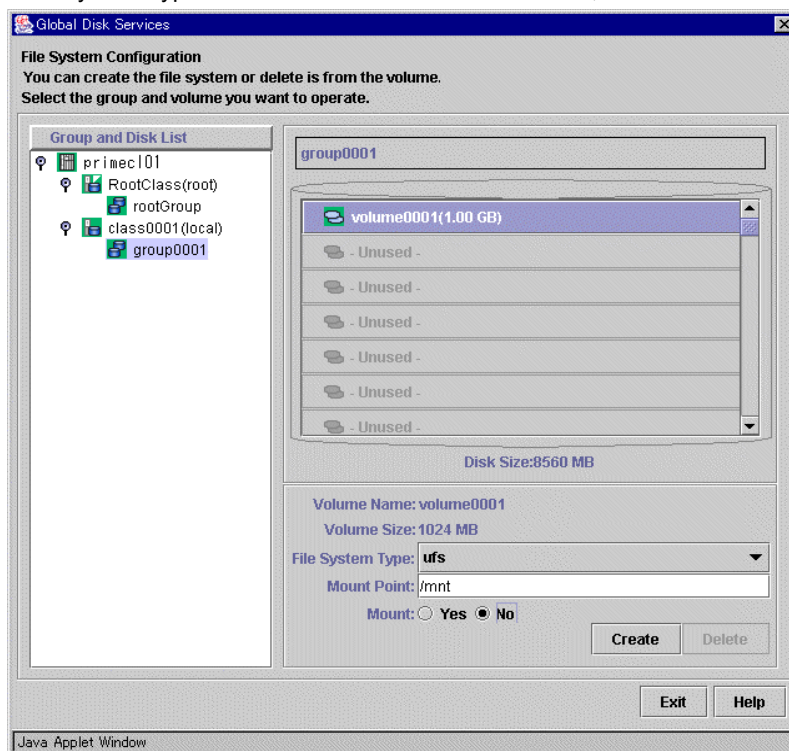 Global Disk Services
File System Configuration
You can create the file system or delete is from the volume.
Select the group and volume you want to operate.
Group and Disk List
primecl01
RootClass(root)
rootGroup
class0001(local)
group0001
group0001
volume0001(1.00 GB)
- Unused -
- Unused -
- Unused -
- Unused -
- Unused -
- Unused -
Disk Size:8560 MB
Volume Name: volume0001
Volume Size: 1024 MB
File System Type: ufs
Mount Point: /mnt
Mount: Yes No
Create Delete
Exit Help
Java Applet Window